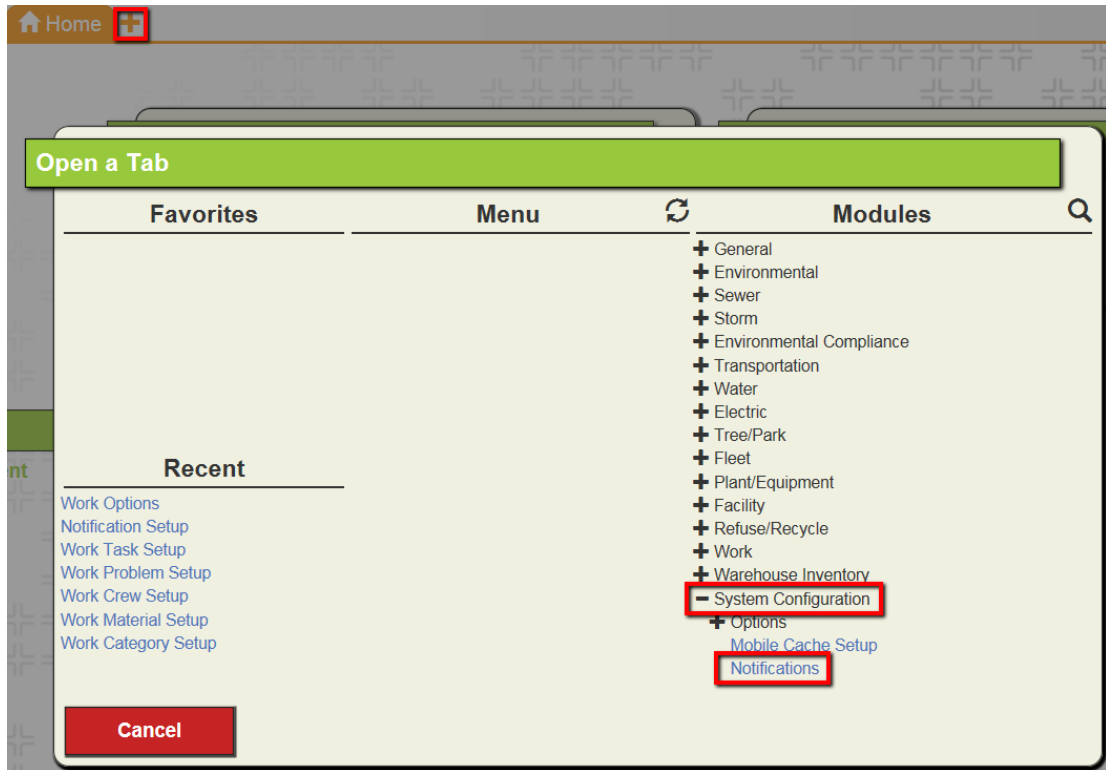 Home
Open a Tab
Favorites
Menu
Modules
General
Environmental
Sewer
Storm
Environmental Compliance
Transportation
Water
Electric
Tree/Park
Fleet
Plant/Equipment
Facility
Refuse/Recycle
Work
Warehouse Inventory
System Configuration
Options
Mobile Cache Setup
Notifications
nt
Recent
Work Options
Notification Setup
Work Task Setup
Work Problem Setup
Work Crew Setup
Work Material Setup
Work Category Setup
Cancel